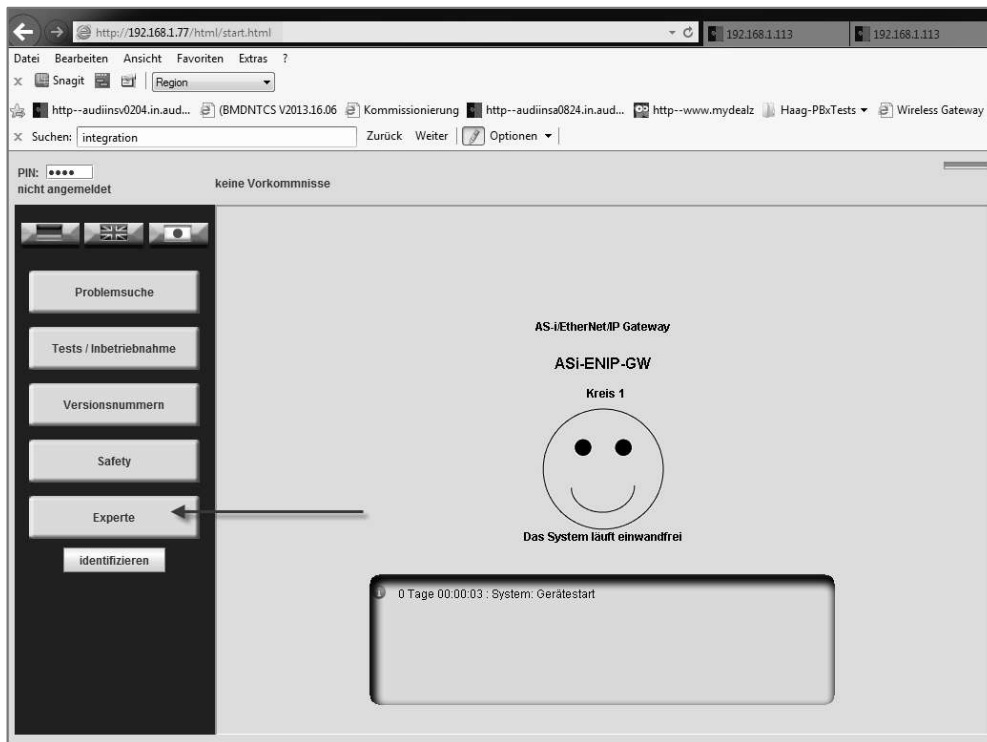 http://192.168.1.77/html/start.html 192.168.1.113 192.168.1.113
Datei Bearbeiten Ansicht Favoriten Extras ?
x Snagit Region
http--audiinsv0204.in.aud... (BMDNTCS V2013.16.06 Kommissionierung http--audiinsa0824.in.aud... http--www.mydealz Haag-PBxTests Wireless Gateway
x Suchen: integration Zurück Weiter Optionen
PIN: ••••
nicht angemeldet
keine Vorkommnisse
Problemsuche
Tests / Inbetriebnahme
Versionsnummern
Safety
Experte
identifizieren
AS-i/EtherNet/IP Gateway
ASi-ENIP-GW
Kreis 1
Das System läuft einwandfrei
0 Tage 00:00:03 : System: Gerätestart